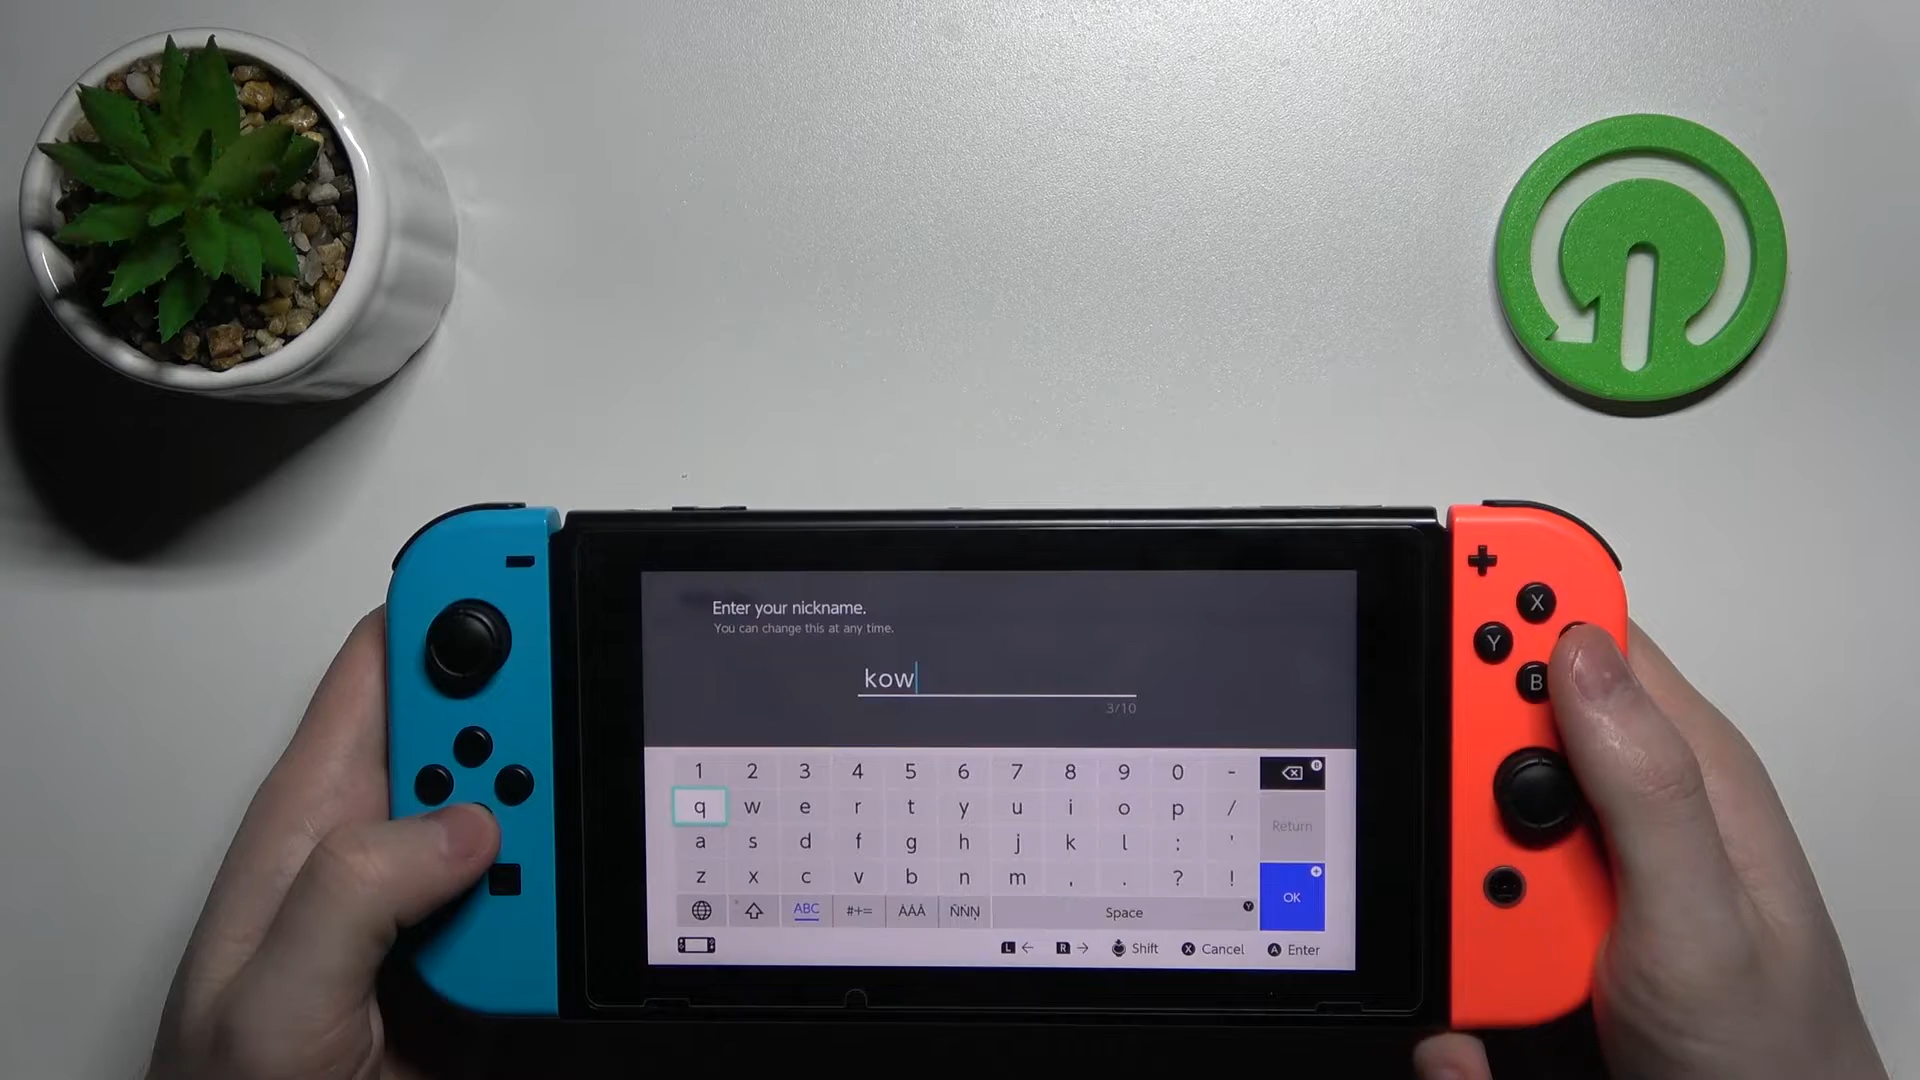 Enter your nickname.
You can change this at any time.
kow
3/10
1 2 3 4 5 6 7 8 9 0 -
q w e r t y u i o p /
Return
a s d f g h j k l : '
z x c v b n m , . ? !
OK
ABC #+= ÀÁÂ ÑŃŅ Space
L ← R → Shift X Cancel A Enter
X
Y
B